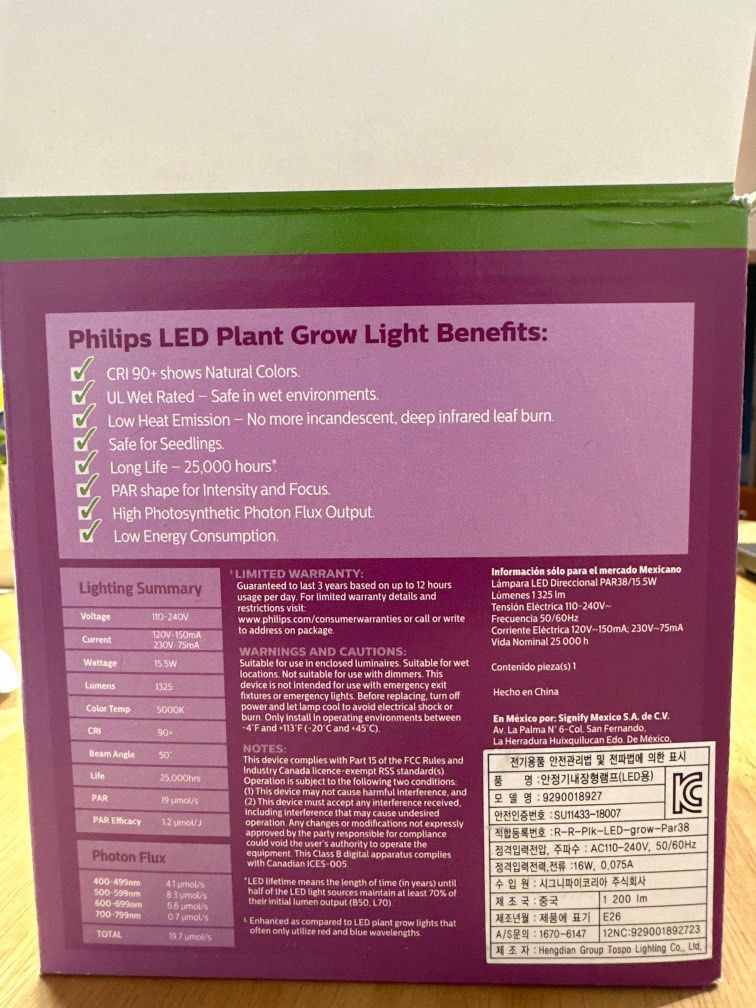 Philips LED Plant Grow Light Benefits:
CRI 90+ shows Natural Colors.
UL Wet Rated – Safe in wet environments.
Low Heat Emission – No more incandescent, deep infrared leaf burn.
Safe for Seedlings.
Long Life – 25,000 hours*.
PAR shape for Intensity and Focus.
High Photosynthetic Photon Flux Output.
Low Energy Consumption.
Lighting Summary
Voltage 110-240V
Current 120V-150mA
230V-75mA
Wattage 15.5W
Lumens 1325
Color Temp 5000K
CRI 90+
Beam Angle 50°
Life 25,000hrs
PAR 19 µmol/s
PAR Efficacy 1.2 µmol/J
Photon Flux
400-499nm 4.1 µmol/s
500-599nm 8.3 µmol/s
600-699nm 6.6 µmol/s
700-799nm 0.7 µmol/s
TOTAL 19.7 µmol/s
LIMITED WARRANTY:
Guaranteed to last 3 years based on up to 12 hours
usage per day. For limited warranty details and
restrictions visit:
www.philips.com/consumerwarranties or call or write
to address on package.
WARNINGS AND CAUTIONS:
Suitable for use in enclosed luminaires. Suitable for wet
locations. Not suitable for use with dimmers. This
device is not intended for use with emergency exit
fixtures or emergency lights. Before replacing, turn off
power and let lamp cool to avoid electrical shock or
burn. Only install in operating environments between
-4°F and +113°F (-20°C and +45°C).
NOTES:
This device complies with Part 15 of the FCC Rules and
Industry Canada licence-exempt RSS standard(s).
Operation is subject to the following two conditions:
(1) This device may not cause harmful interference, and
(2) This device must accept any interference received,
including interference that may cause undesired
operation. Any changes or modifications not expressly
approved by the party responsible for compliance
could void the user's authority to operate the
equipment. This Class B digital apparatus complies
with Canadian ICES-005.
*LED lifetime means the length of time (in years) until
half of the LED light sources maintain at least 70% of
their initial lumen output (B50, L70).
Enhanced as compared to LED plant grow lights that
often only utilize red and blue wavelengths.
Información sólo para el mercado Mexicano
Lámpara LED Direccional PAR38/15.5W
Lúmenes 1 325 lm
Tensión Eléctrica 110-240V~
Frecuencia 50/60Hz
Corriente Eléctrica 120V~150mA; 230V~75mA
Vida Nominal 25 000 h
Contenido pieza(s) 1
Hecho en China
En México por: Signify Mexico S.A. de C.V.
Av. La Palma N° 6-Col. San Fernando,
La Herradura Huixquilucan Edo. De México,
전기용품 안전관리법 및 전파법에 의한 표시
품 명 : 안정기내장형램프(LED용)
모 델 명 : 9290018927
안전인증번호 : SU11433-18007
적합등록번호 : R-R-Plk-LED-grow-Par38
정격입력전압, 주파수 : AC110-240V, 50/60Hz
정격입력전력,전류 : 16W, 0.075A
수 입 원 : 시그니파이코리아 주식회사
제 조 국 : 중국 1 200 lm
제조년월 : 제품에 표기 E26
A/S문의 : 1670-6147 12NC:929001892723
제 조 자 : Hengdian Group Tospo Lighting Co., Ltd.